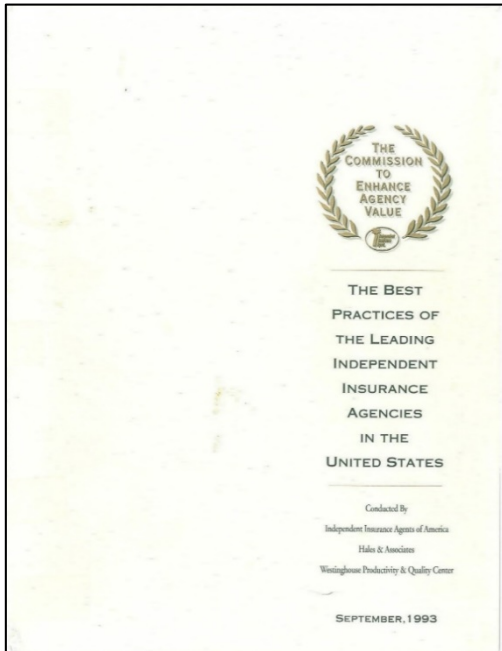 THE
COMMISSION
TO
ENHANCE
AGENCY
VALUE
THE BEST
PRACTICES OF
THE LEADING
INDEPENDENT
INSURANCE
AGENCIES
IN THE
UNITED STATES
Conducted By
Independent Insurance Agents of America
Hales & Associates
Westinghouse Productivity & Quality Center
SEPTEMBER, 1993